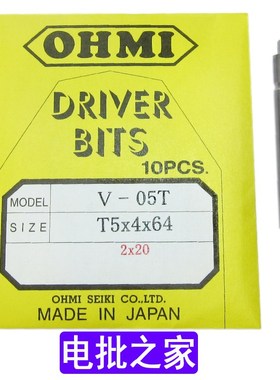 OHMI
DRIVER
BITS
10PCS.
MODEL V-05T
SIZE T5x4x64
2x20
OHMI SEIKI CO.,LTD.
MADE IN JAPAN
电批之家